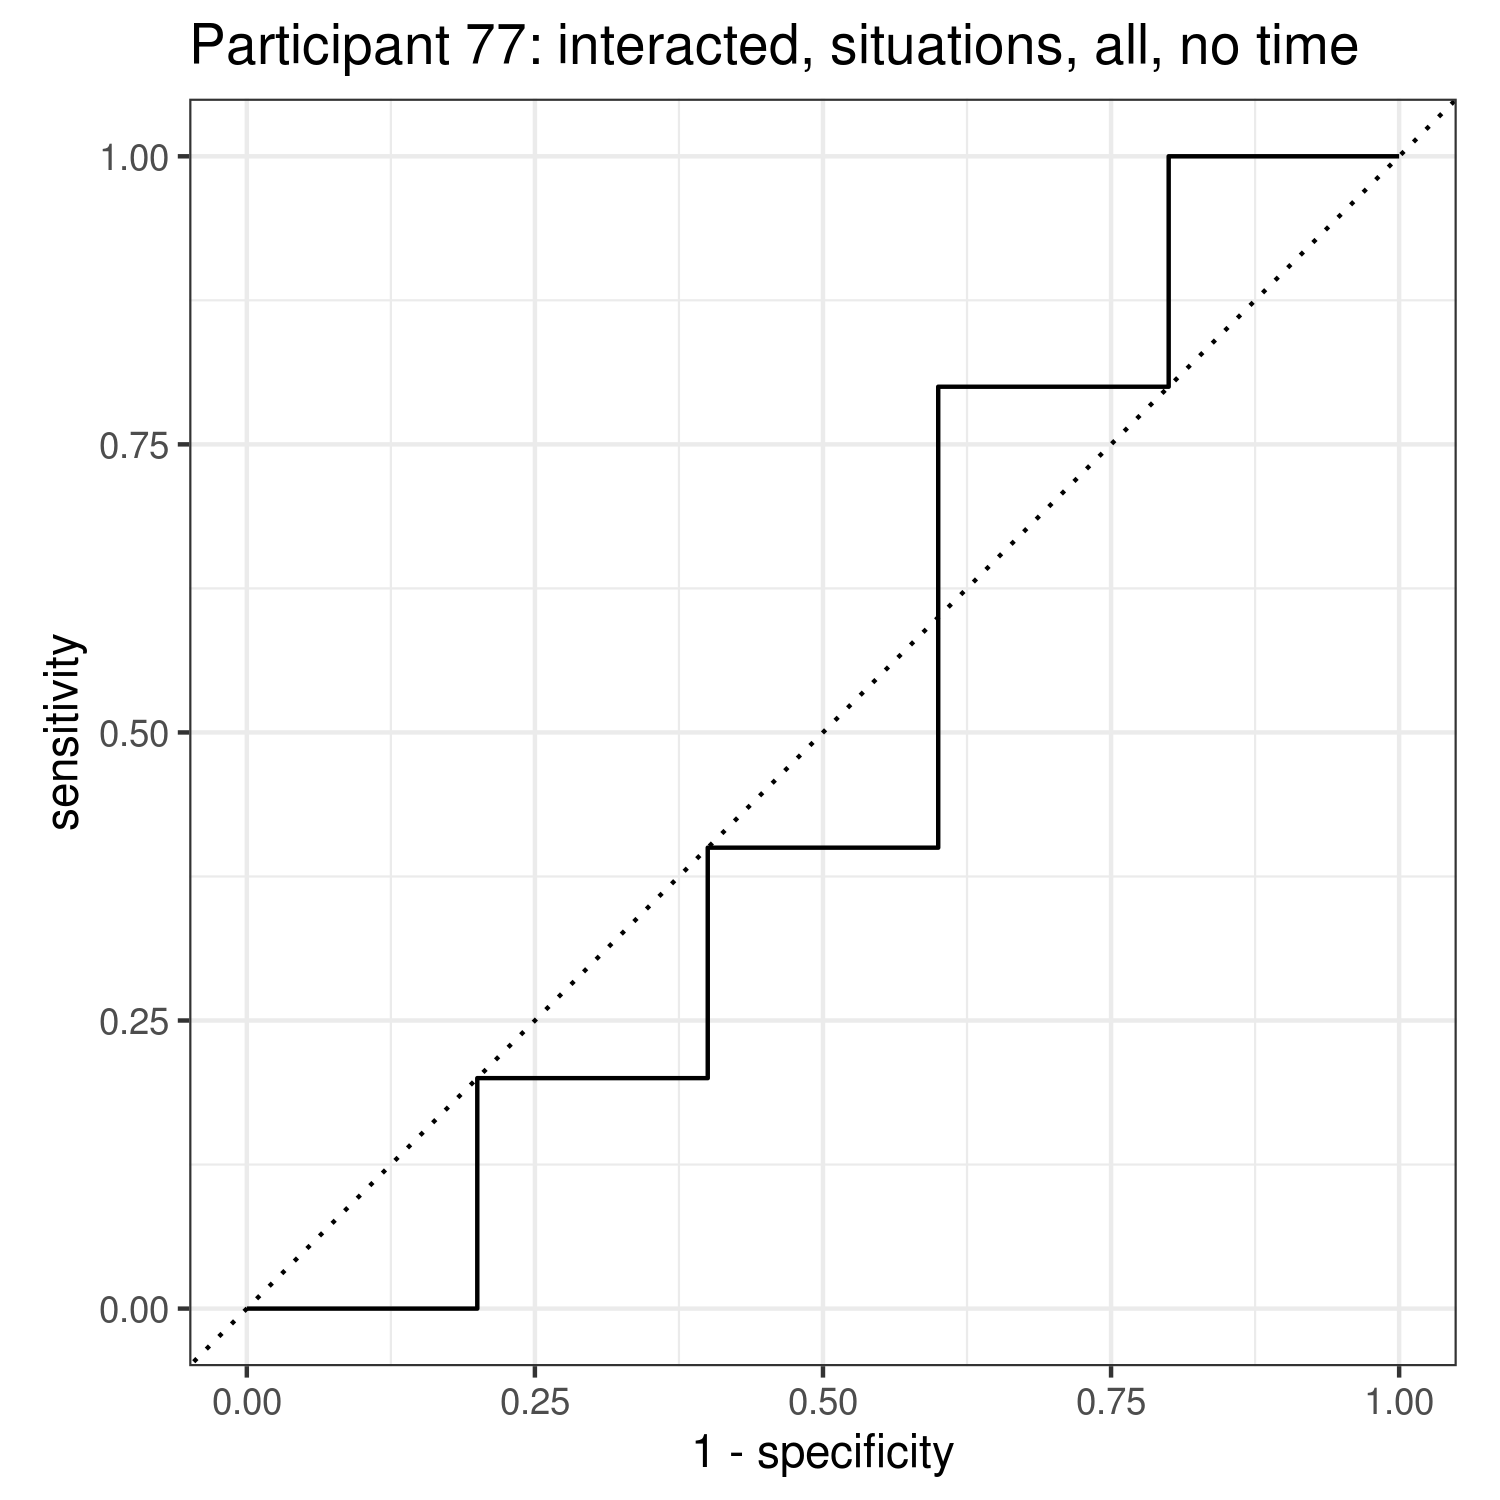 Participant 77: interacted, situations, all, no time
1.00
0.75
0.50
0.25
0.00
sensitivity
0.00 0.25 0.50 0.75 1.00
1 - specificity